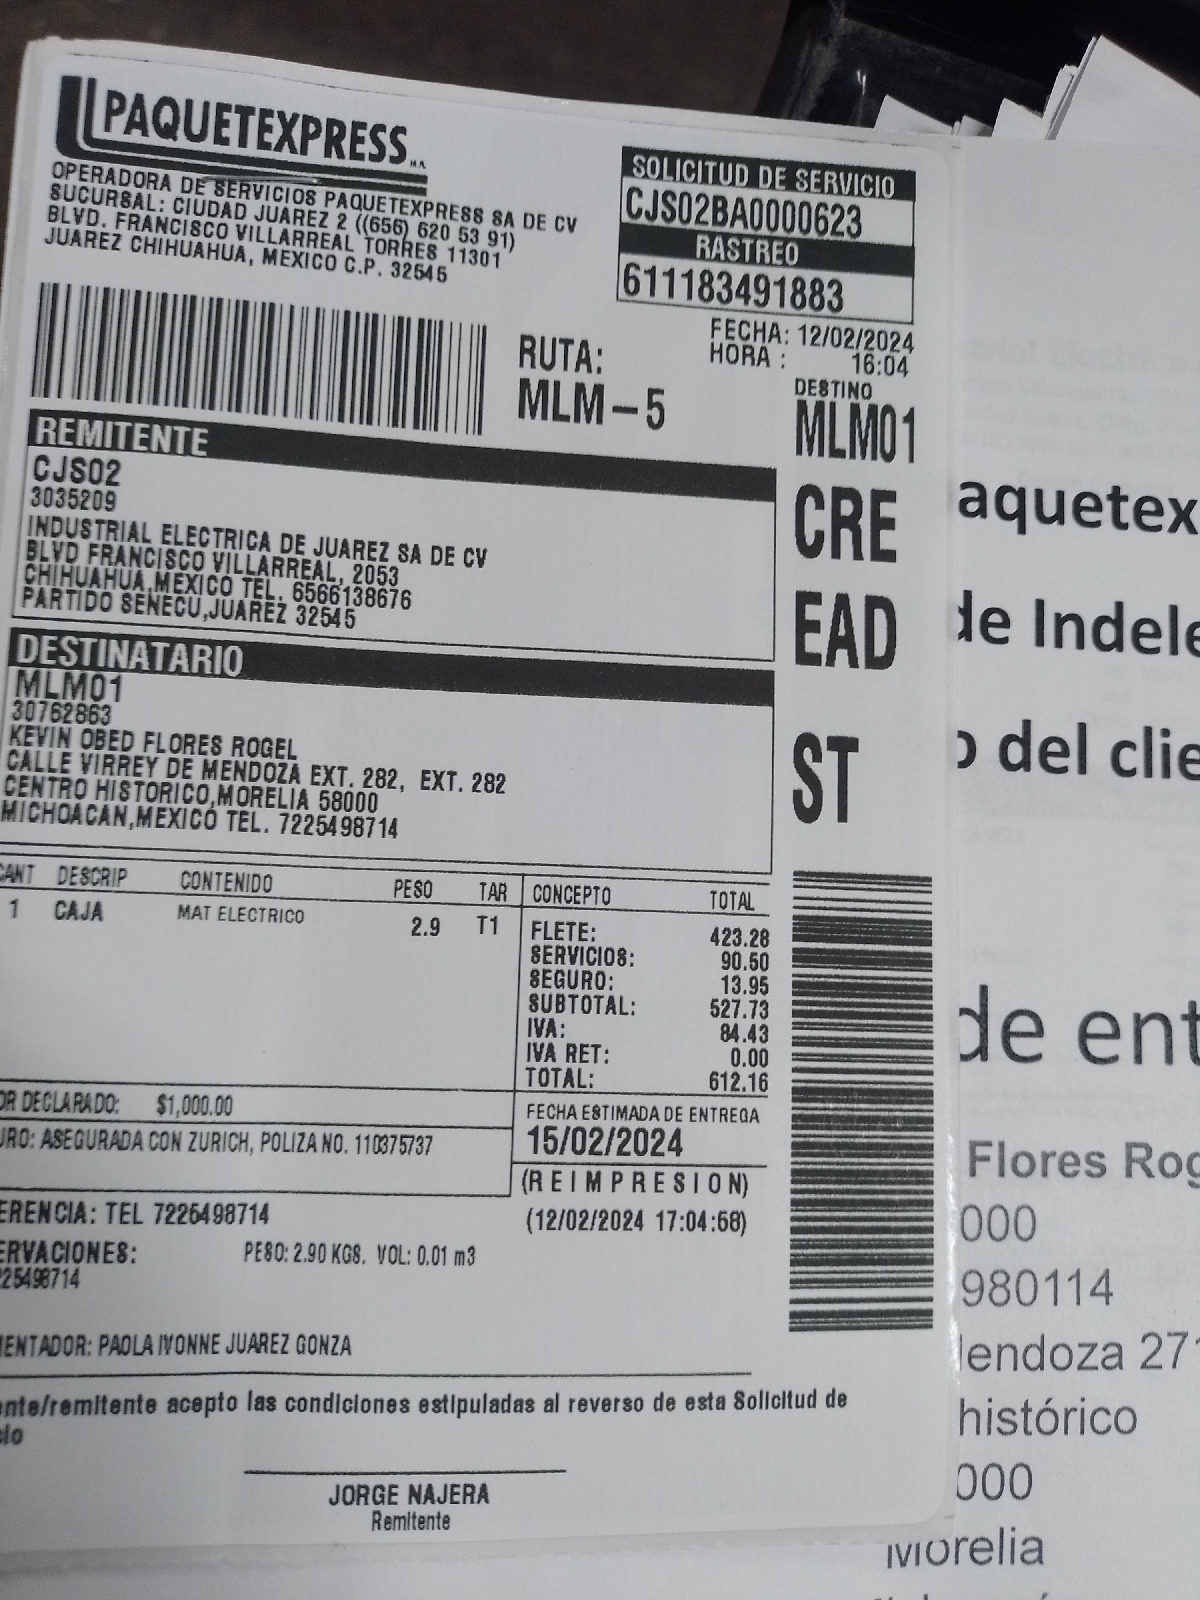 PAQUETEXPRESS M.R.
OPERADORA DE SERVICIOS PAQUETEXPRESS SA DE CV
SUCURSAL: CIUDAD JUAREZ 2 ((656) 620 53 91)
BLVD. FRANCISCO VILLARREAL TORRES 11301
JUAREZ CHIHUAHUA, MEXICO C.P. 32545
SOLICITUD DE SERVICIO
CJS02BA0000623
RASTREO
611183491883
FECHA: 12/02/2024
HORA : 16:04
RUTA:
MLM-5
DESTINO
MLM01
CRE
EAD
ST
REMITENTE
CJS02
3035209
INDUSTRIAL ELECTRICA DE JUAREZ SA DE CV
BLVD FRANCISCO VILLARREAL, 2053
CHIHUAHUA,MEXICO TEL. 6566138676
PARTIDO SENECU,JUAREZ 32545
DESTINATARIO
MLM01
30762863
KEVIN OBED FLORES ROGEL
CALLE VIRREY DE MENDOZA EXT. 282, EXT. 282
CENTRO HISTORICO,MORELIA 58000
MICHOACAN,MEXICO TEL. 7225498714
CANT DESCRIP CONTENIDO PESO TAR
1 CAJA MAT ELECTRICO 2.9 T1
CONCEPTO TOTAL
FLETE: 423.28
SERVICIOS: 90.50
SEGURO: 13.95
SUBTOTAL: 527.73
IVA: 84.43
IVA RET: 0.00
TOTAL: 612.16
OR DECLARADO: $1,000.00
URO: ASEGURADA CON ZURICH, POLIZA NO. 110375737
FECHA ESTIMADA DE ENTREGA
15/02/2024
(REIMPRESION)
(12/02/2024 17:04:58)
ERENCIA: TEL 7225498714
ERVACIONES: PESO: 2.90 KGS. VOL: 0.01 m3
25498714
MENTADOR: PAOLA IVONNE JUAREZ GONZA
ente/remitente acepto las condiciones estipuladas al reverso de esta Solicitud de
cio
JORGE NAJERA
Remitente
aquetex
de Indele
o del clie
de ent
Flores Rog
000
980114
endoza 27
histórico
000
Morelia